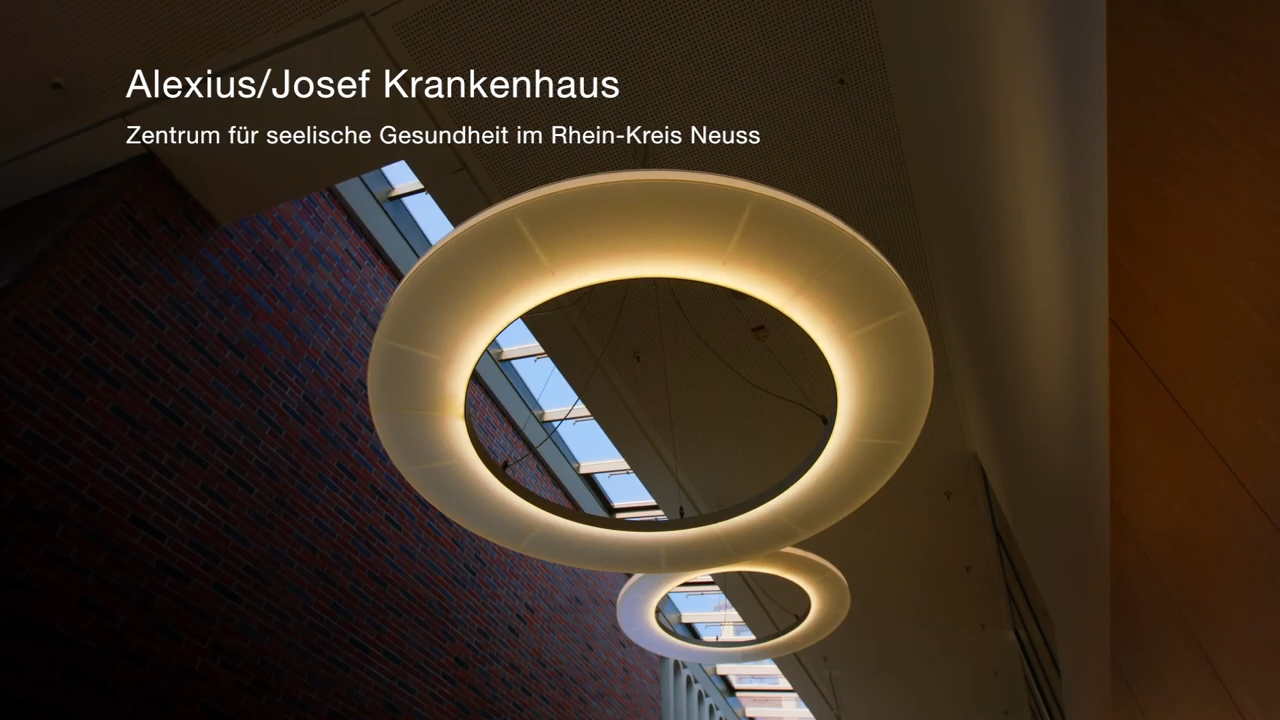 Alexius/Josef Krankenhaus
Zentrum für seelische Gesundheit im Rhein-Kreis Neuss